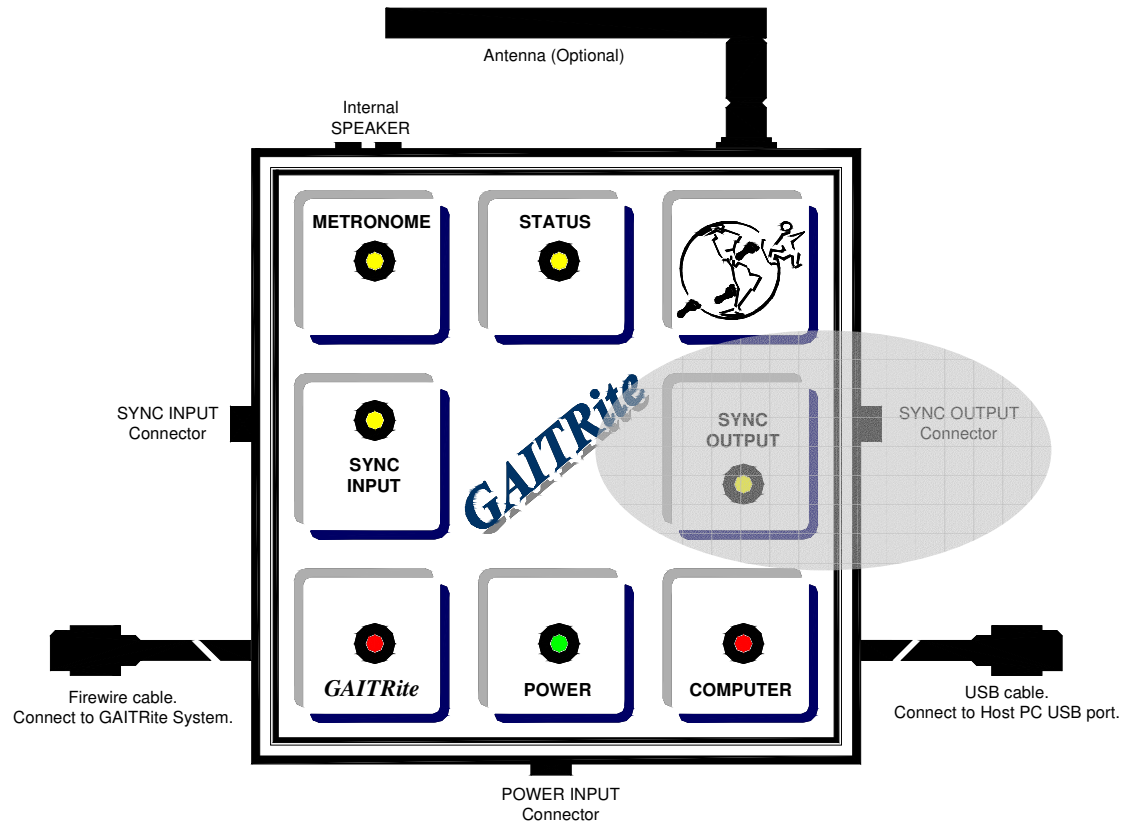 Antenna (Optional)
Internal
SPEAKER
METRONOME
STATUS
SYNC INPUT
Connector
SYNC
INPUT
GAITRite
SYNC
OUTPUT
SYNC OUTPUT
Connector
GAITRite
POWER
COMPUTER
Firewire cable.
Connect to GAITRite System.
USB cable.
Connect to Host PC USB port.
POWER INPUT
Connector